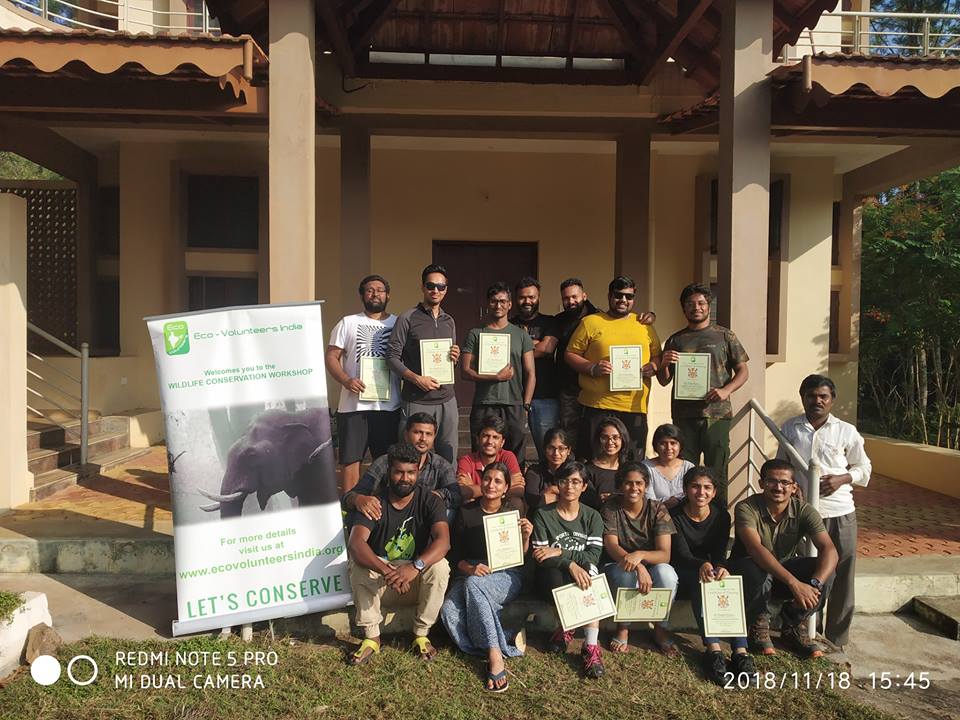 Eco
Eco - Volunteers India
Welcomes you to the
WILDLIFE CONSERVATION WORKSHOP
For more details
visit us at
www.ecovolunteersindia.org
LET'S CONSERVE
REDMI NOTE 5 PRO
MI DUAL CAMERA
2018/11/18 15:45